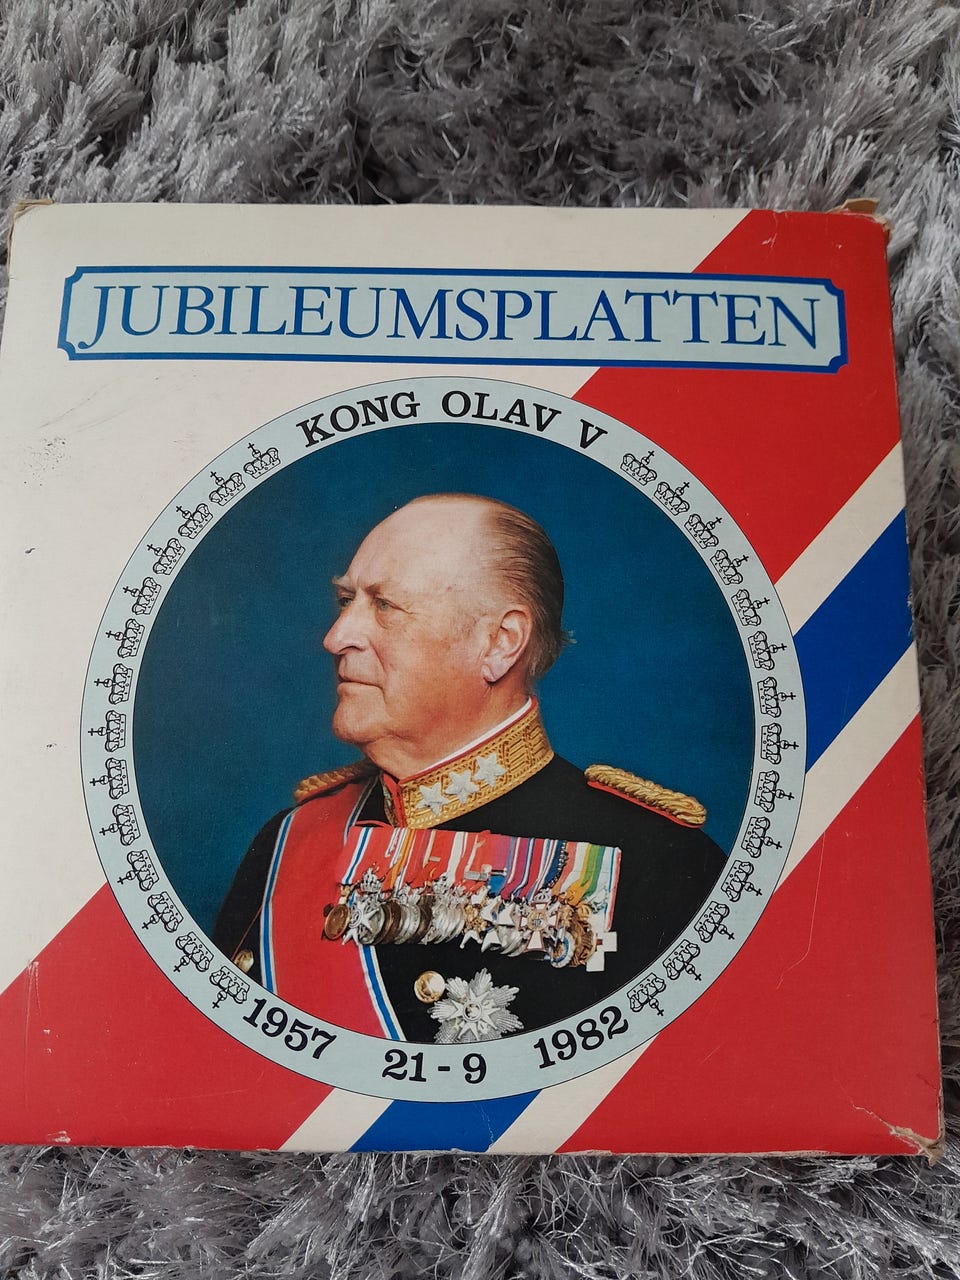 JUBILEUMSPLATTEN
KONG OLAV V
1957 21-9 1982